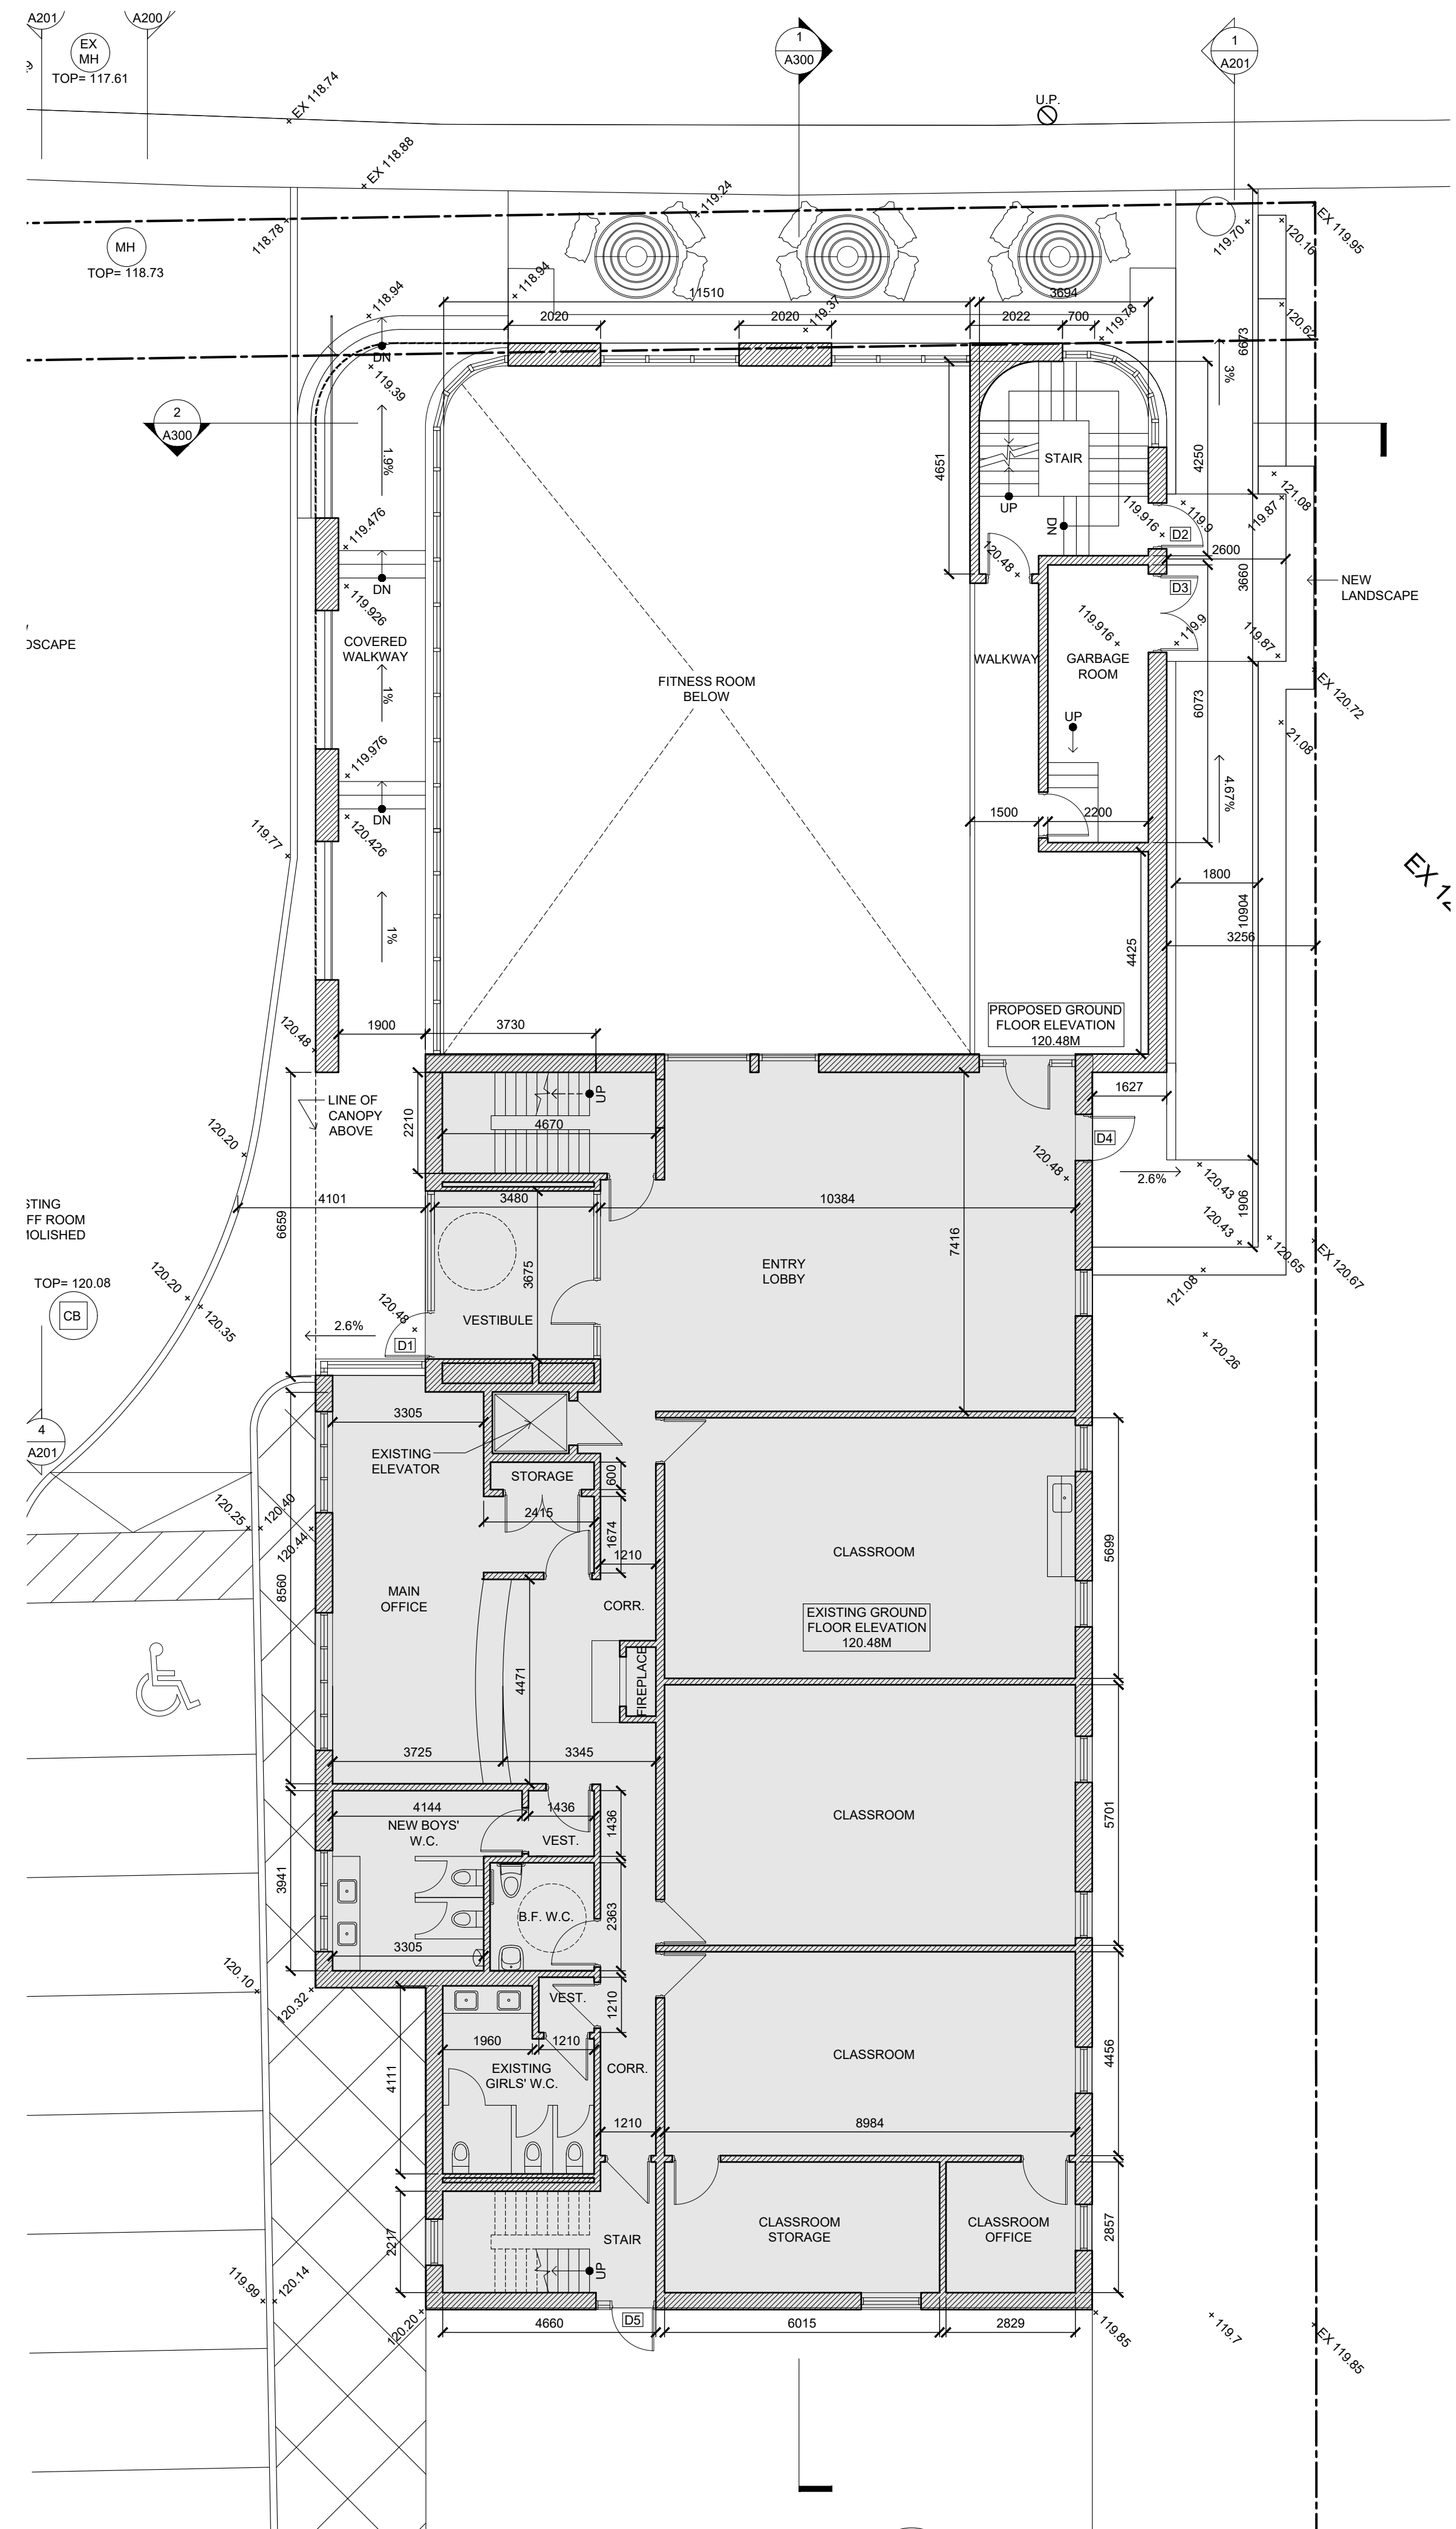 A201
A200
1
A300
1
A201
EX
MH
TOP= 117.61
EX 118.74
U.P.
EX 118.88
118.78
119.24
119.70
120.16
EX 119.95
MH
TOP= 118.73
118.94
118.94
11510
3694
2020
2020
119.37
2022
700
119.78
120.62
6973
DN
119.39
3%
2
A300
1.9%
4651
STAIR
4250
UP
DN
121.08
119.87
119.476
119.916
119.9
D2
2600
DN
120.48
D3
3660
NEW
LANDSCAPE
119.926
119.916
119.9
119.87
DSCAPE
COVERED
WALKWAY
WALKWAY
GARBAGE
ROOM
FITNESS ROOM
BELOW
1%
EX 120.72
6073
UP
21.08
119.976
4.67%
DN
1500
2200
119.77
120.426
1800
10904
EX 12
1%
3256
4425
PROPOSED GROUND
FLOOR ELEVATION
120.48M
120.48
1900
3730
LINE OF
CANOPY
ABOVE
2210
UP
4670
1627
D4
120.20
120.48
2.6%
120.43
1906
STING
FF ROOM
MOLISHED
4101
3480
10384
6659
7416
120.43
120.65
EX 120.67
3675
ENTRY
LOBBY
120.20
120.35
TOP= 120.08
CB
120.48
VESTIBULE
121.08
2.6%
D1
120.26
4
A201
3305
EXISTING
ELEVATOR
STORAGE
600
2415
1674
1210
120.25
120.40
120.44
5699
CLASSROOM
8560
MAIN
OFFICE
CORR.
EXISTING GROUND
FLOOR ELEVATION
120.48M
FIREPLACE
4471
3725
3345
4144
1436
1436
NEW BOYS'
W.C.
VEST.
CLASSROOM
5701
3941
B.F. W.C.
2363
3305
120.10
120.32
VEST.
1210
1960
1210
EXISTING
GIRLS' W.C.
CORR.
CLASSROOM
4456
4111
1210
8984
2217
STAIR
UP
CLASSROOM
STORAGE
CLASSROOM
OFFICE
2857
119.99
120.14
120.20
4660
D5
6015
2829
119.85
119.7
EX 119.85